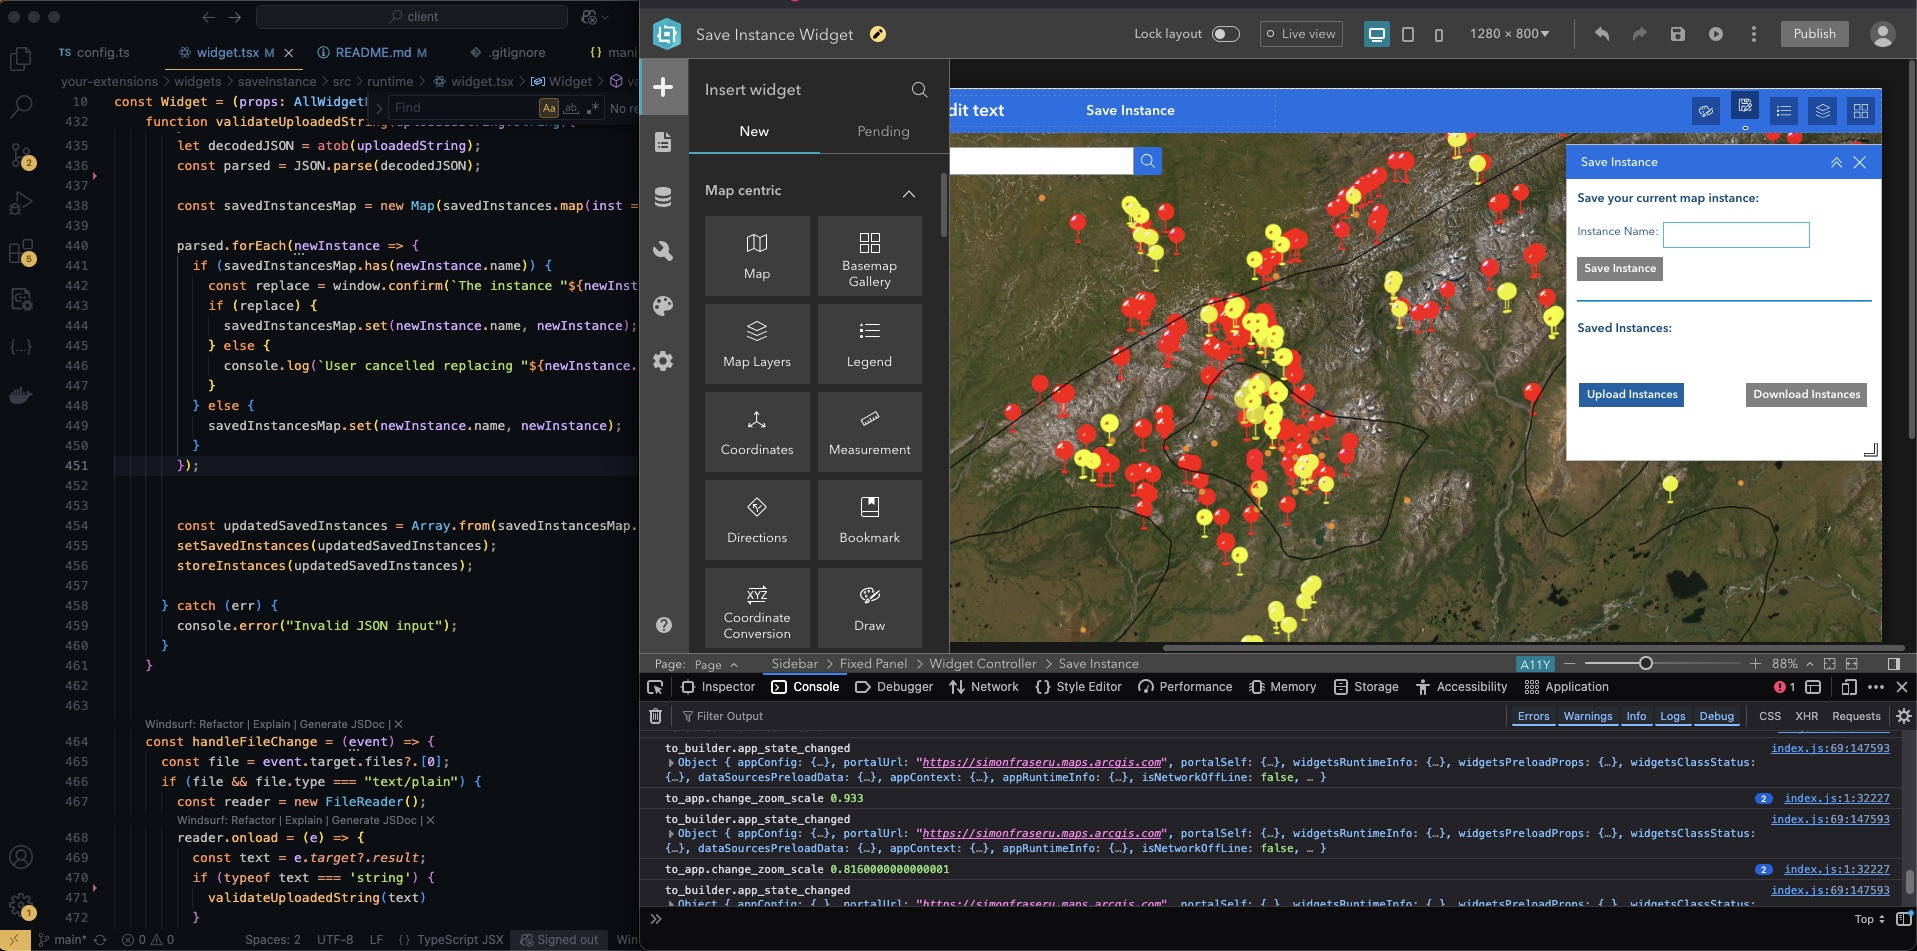 client
TS config.ts
widget.tsx M
README.md M
.gitignore
{} mani
your-extensions > widgets > saveInstance > src > runtime > widget.tsx > Widget >
Find
Aa
ab
No re
10 const Widget = (props: AllWidget
432 function validateUploadedString(
435 let decodedJSON = atob(uploadedString);
436 const parsed = JSON.parse(decodedJSON);
437
438 const savedInstancesMap = new Map(savedInstances.map(inst =
439
440 parsed.forEach(newInstance => {
441 if (savedInstancesMap.has(newInstance.name)) {
442 const replace = window.confirm(`The instance "${newInst
443 if (replace) {
444 savedInstancesMap.set(newInstance.name, newInstance);
445 } else {
446 console.log(`User cancelled replacing "${newInstance.
447 }
448 } else {
449 savedInstancesMap.set(newInstance.name, newInstance);
450 }
451 });
452
453
454 const updatedSavedInstances = Array.from(savedInstancesMap.
455 setSavedInstances(updatedSavedInstances);
456 storeInstances(updatedSavedInstances);
457
458 } catch (err) {
459 console.error("Invalid JSON input");
460 }
461 }
462
463
Windsurf: Refactor | Explain | Generate JSDoc | X
464 const handleFileChange = (event) => {
465 const file = event.target.files?.[0];
466 if (file && file.type === "text/plain") {
467 const reader = new FileReader();
Windsurf: Refactor | Explain | Generate JSDoc | X
468 reader.onload = (e) => {
469 const text = e.target?.result;
470 if (typeof text === 'string') {
471 validateUploadedString(text)
472 }
2
5
1
main*
0 0
Spaces: 2
UTF-8
LF
{} TypeScript JSX
Signed out
Win
Save Instance Widget
Lock layout
Live view
1280 × 800
Publish
Insert widget
New
Pending
Map centric
Map
Basemap Gallery
Map Layers
Legend
Coordinates
Measurement
Directions
Bookmark
XYZ
Coordinate Conversion
Draw
dit text
Save Instance
Save Instance
Save your current map instance:
Instance Name:
Save Instance
Saved Instances:
Upload Instances
Download Instances
Page: Page
Sidebar > Fixed Panel > Widget Controller > Save Instance
A11Y
88%
Inspector
Console
Debugger
Network
Style Editor
Performance
Memory
Storage
Accessibility
Application
1
Filter Output
Errors
Warnings
Info
Logs
Debug
CSS
XHR
Requests
to_builder.app_state_changed
index.js:69:147593
Object { appConfig: {…}, portalUrl: "https://simonfraseru.maps.arcgis.com", portalSelf: {…}, widgetsRuntimeInfo: {…}, widgetsPreloadProps: {…}, widgetsClassStatus:
{…}, dataSourcesPreloadData: {…}, appContext: {…}, appRuntimeInfo: {…}, isNetworkOffLine: false, … }
to_app.change_zoom_scale 0.933
2 index.js:1:32227
to_builder.app_state_changed
index.js:69:147593
Object { appConfig: {…}, portalUrl: "https://simonfraseru.maps.arcgis.com", portalSelf: {…}, widgetsRuntimeInfo: {…}, widgetsPreloadProps: {…}, widgetsClassStatus:
{…}, dataSourcesPreloadData: {…}, appContext: {…}, appRuntimeInfo: {…}, isNetworkOffLine: false, … }
to_app.change_zoom_scale 0.8160000000000001
2 index.js:1:32227
to_builder.app_state_changed
index.js:69:147593
Object { appConfig: {…}, portalUrl: "https://simonfraseru.maps.arcgis.com", portalSelf: {…}, widgetsRuntimeInfo: {…}, widgetsPreloadProps: {…}, widgetsClassStatus:
Top